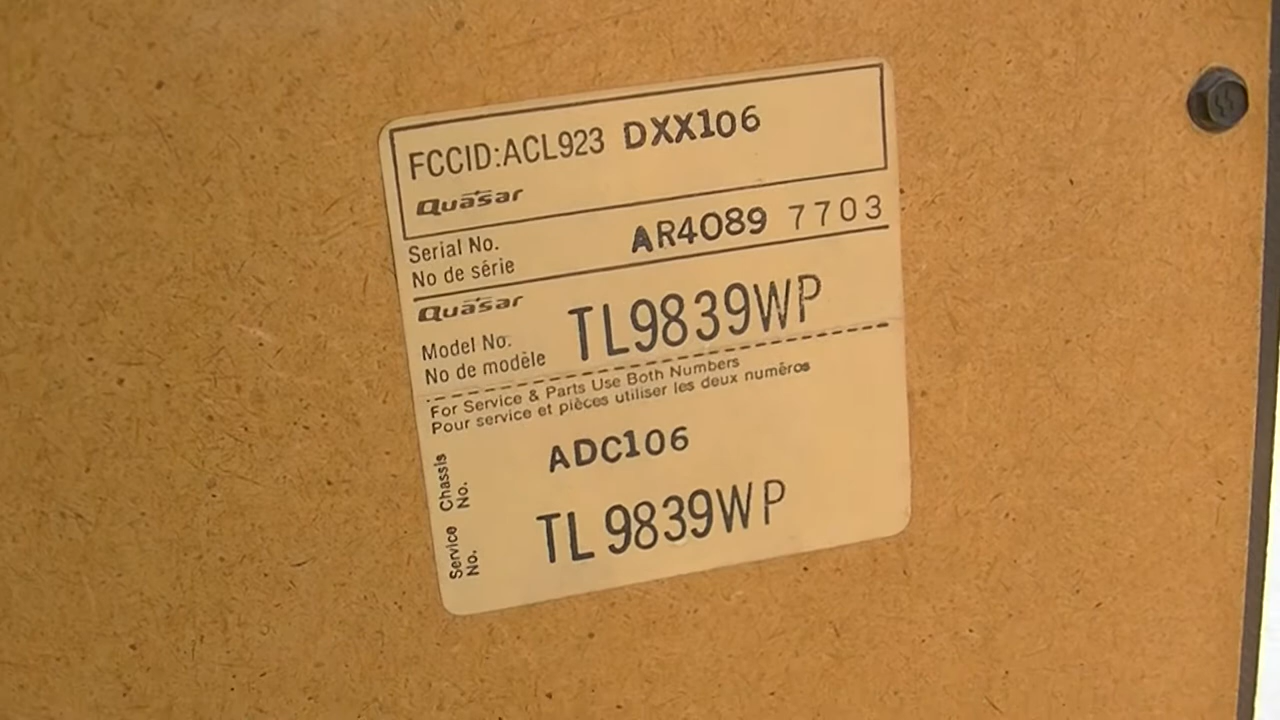 FCCID:ACL923 DXX106
Quasar
Serial No. AR4089 7703
No de série
Quasar
Model No. TL9839WP
No de modèle
For Service & Parts Use Both Numbers
Pour service et pièces utiliser les deux numéros
Chassis No. ADC106
Service No. TL9839WP